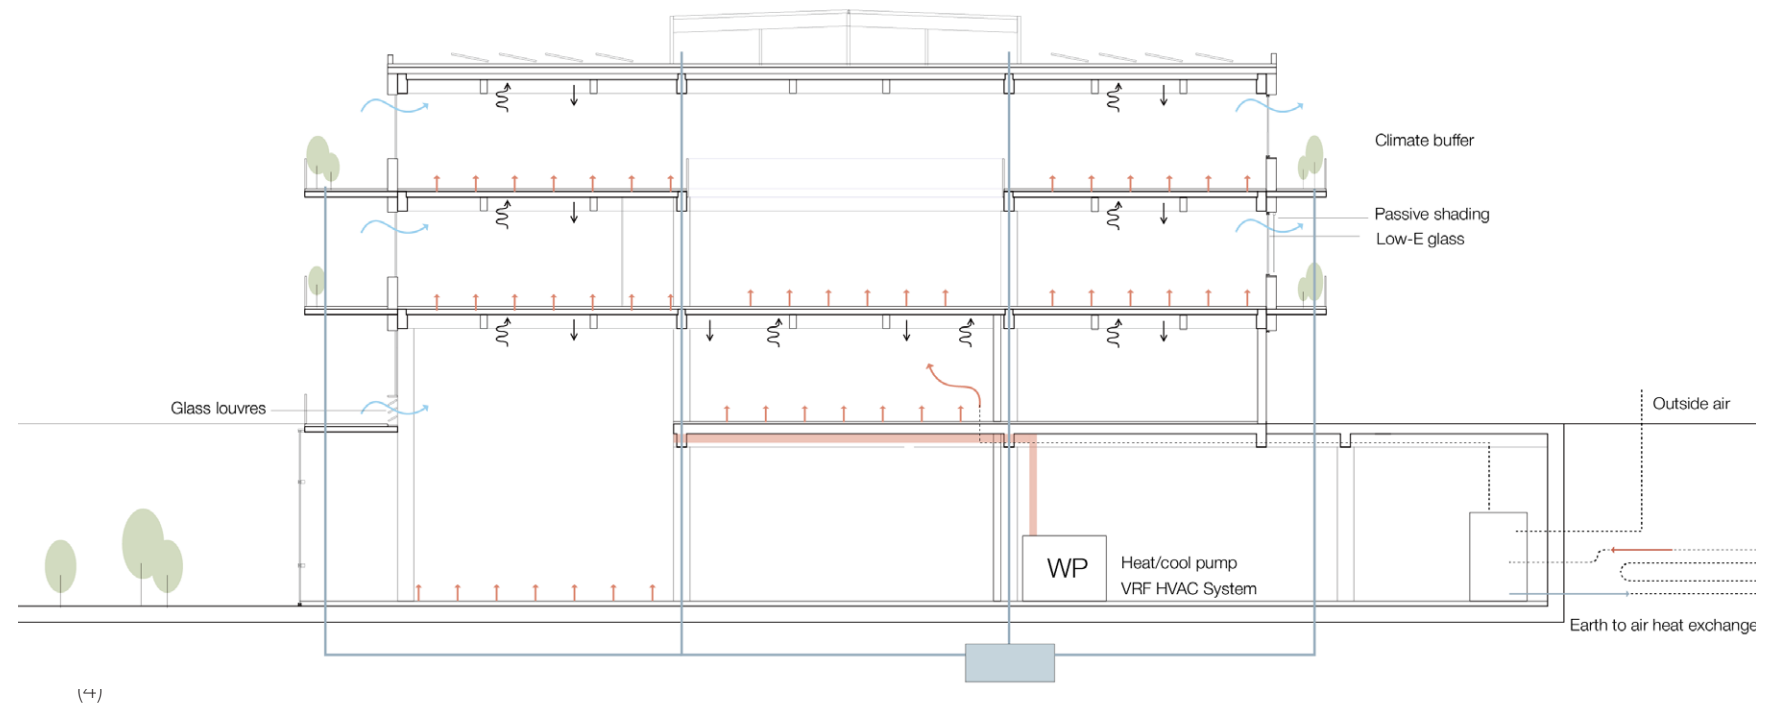 Climate buffer
Passive shading
Low-E glass
Glass louvres
Outside air
WP
Heat/cool pump
VRF HVAC System
Earth to air heat exchange
(4)